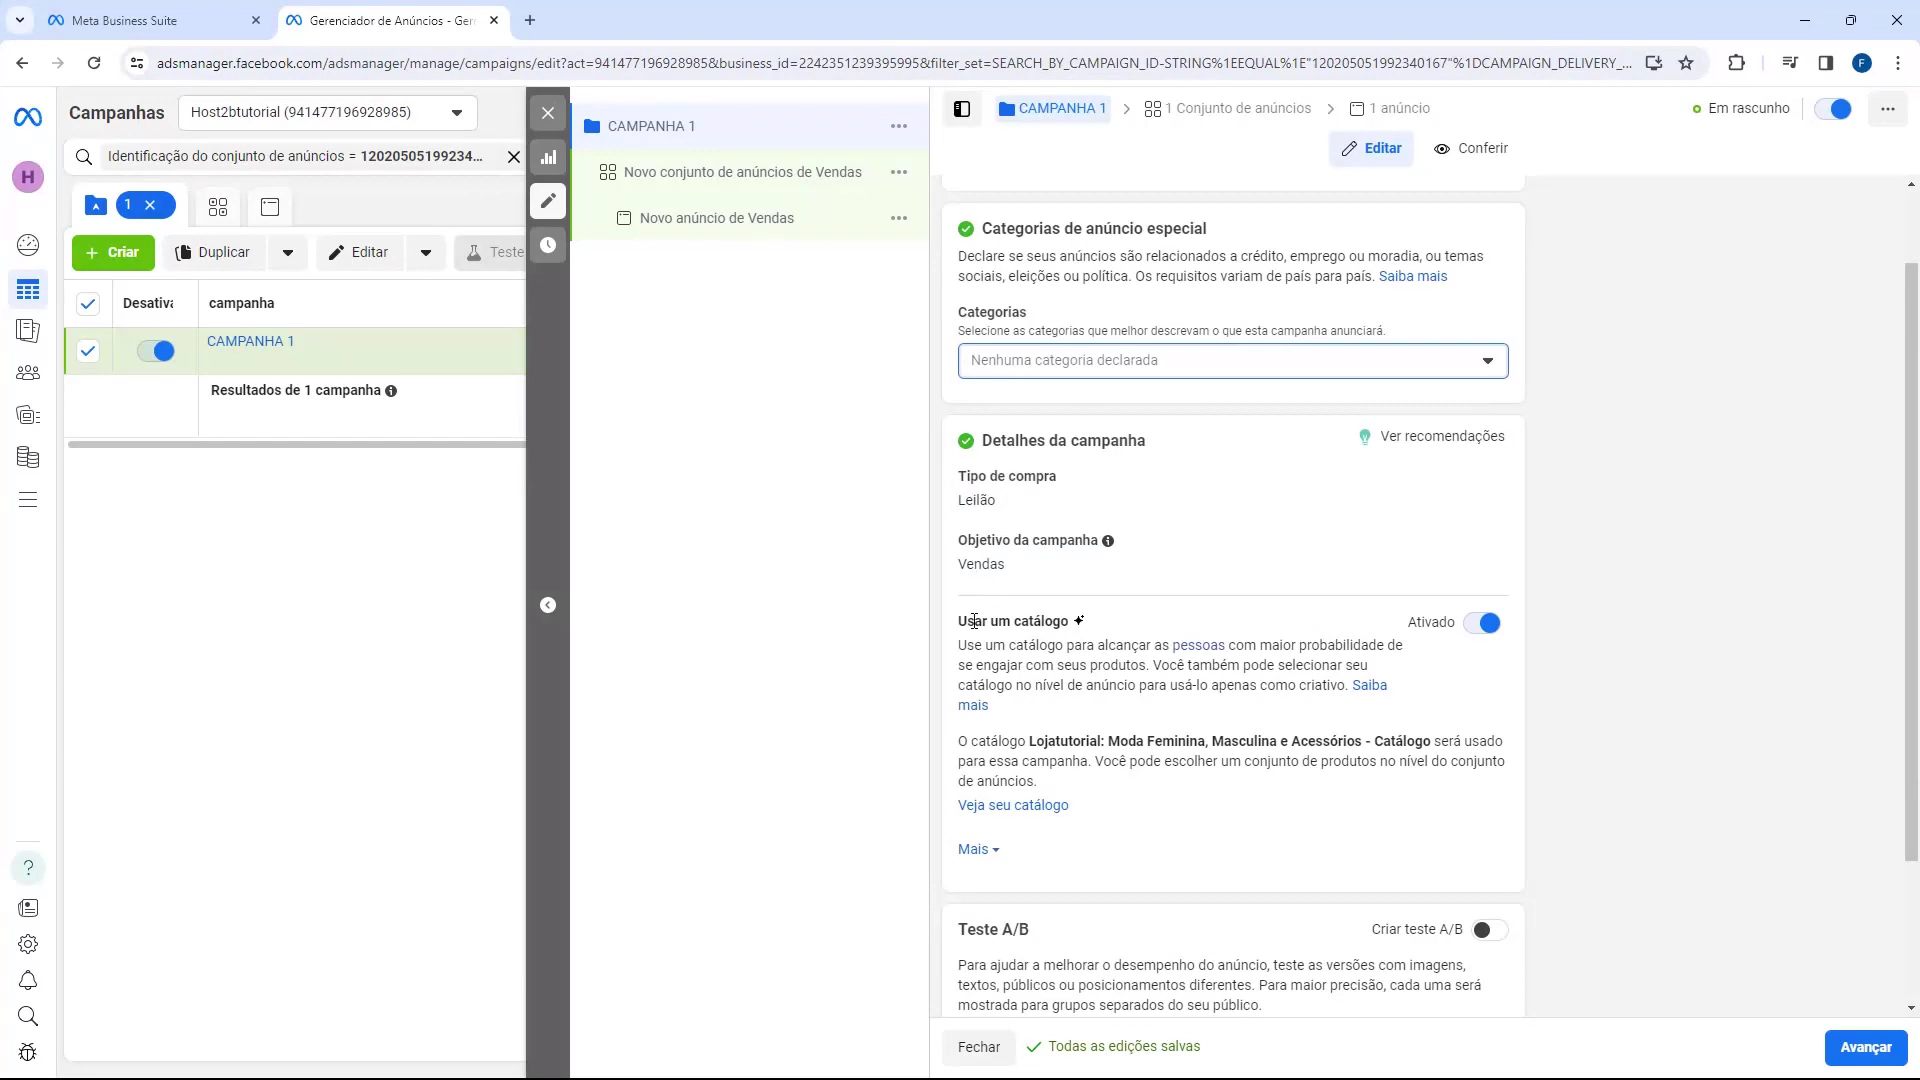 Meta Business Suite
Gerenciador de Anúncios - Ger
adsmanager.facebook.com/adsmanager/manage/campaigns/edit?act=941477196928985&business_id=2242351239395995&filter_set=SEARCH_BY_CAMPAIGN_ID-STRING%1EEQUAL%1E"120205051992340167"%1DCAMPAIGN_DELIVERY_...
F
Campanhas
Host2btutorial (941477196928985)
CAMPANHA 1
CAMPANHA 1
1 Conjunto de anúncios
1 anúncio
Em rascunho
Editar
Conferir
H
Identificação do conjunto de anúncios = 12020505199234...
Novo conjunto de anúncios de Vendas
Novo anúncio de Vendas
1
Criar
Duplicar
Editar
Teste
Desativa
campanha
CAMPANHA 1
Resultados de 1 campanha
Categorias de anúncio especial
Declare se seus anúncios são relacionados a crédito, emprego ou moradia, ou temas
sociais, eleições ou política. Os requisitos variam de país para país. Saiba mais
Categorias
Selecione as categorias que melhor descrevam o que esta campanha anunciará.
Nenhuma categoria declarada
Detalhes da campanha
Ver recomendações
Tipo de compra
Leilão
Objetivo da campanha
Vendas
Usar um catálogo
Ativado
Use um catálogo para alcançar as pessoas com maior probabilidade de
se engajar com seus produtos. Você também pode selecionar seu
catálogo no nível de anúncio para usá-lo apenas como criativo. Saiba
mais
O catálogo Lojatutorial: Moda Feminina, Masculina e Acessórios - Catálogo será usado
para essa campanha. Você pode escolher um conjunto de produtos no nível do conjunto
de anúncios.
Veja seu catálogo
Mais
Teste A/B
Criar teste A/B
Para ajudar a melhorar o desempenho do anúncio, teste as versões com imagens,
textos, públicos ou posicionamentos diferentes. Para maior precisão, cada uma será
mostrada para grupos separados do seu público.
Fechar
Todas as edições salvas
Avançar